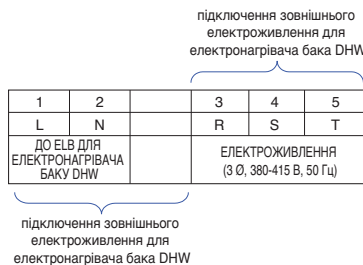 підключення зовнішнього
електроживлення для
електронагрівача бака DHW
1 2 3 4 5
L N R S T
ДО ELB ДЛЯ
ЕЛЕКТРОНАГРІВАЧА
БАКУ DHW
ЕЛЕКТРОЖИВЛЕННЯ
(3 Ø, 380-415 В, 50 Гц)
підключення зовнішнього
електроживлення для
електронагрівача бака DHW